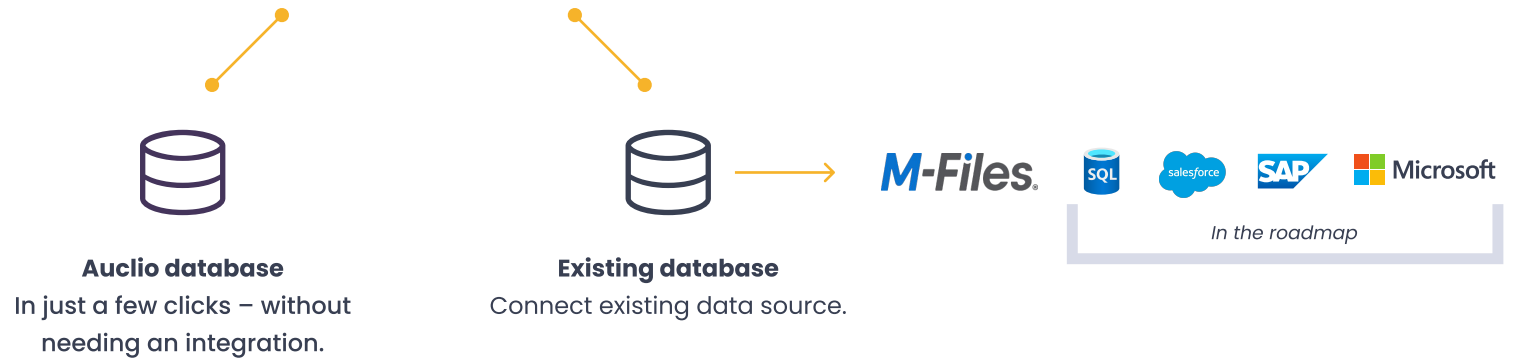 M-Files®
SQL
salesforce
SAP
Microsoft
In the roadmap
Auclio database
In just a few clicks – without
needing an integration.
Existing database
Connect existing data source.